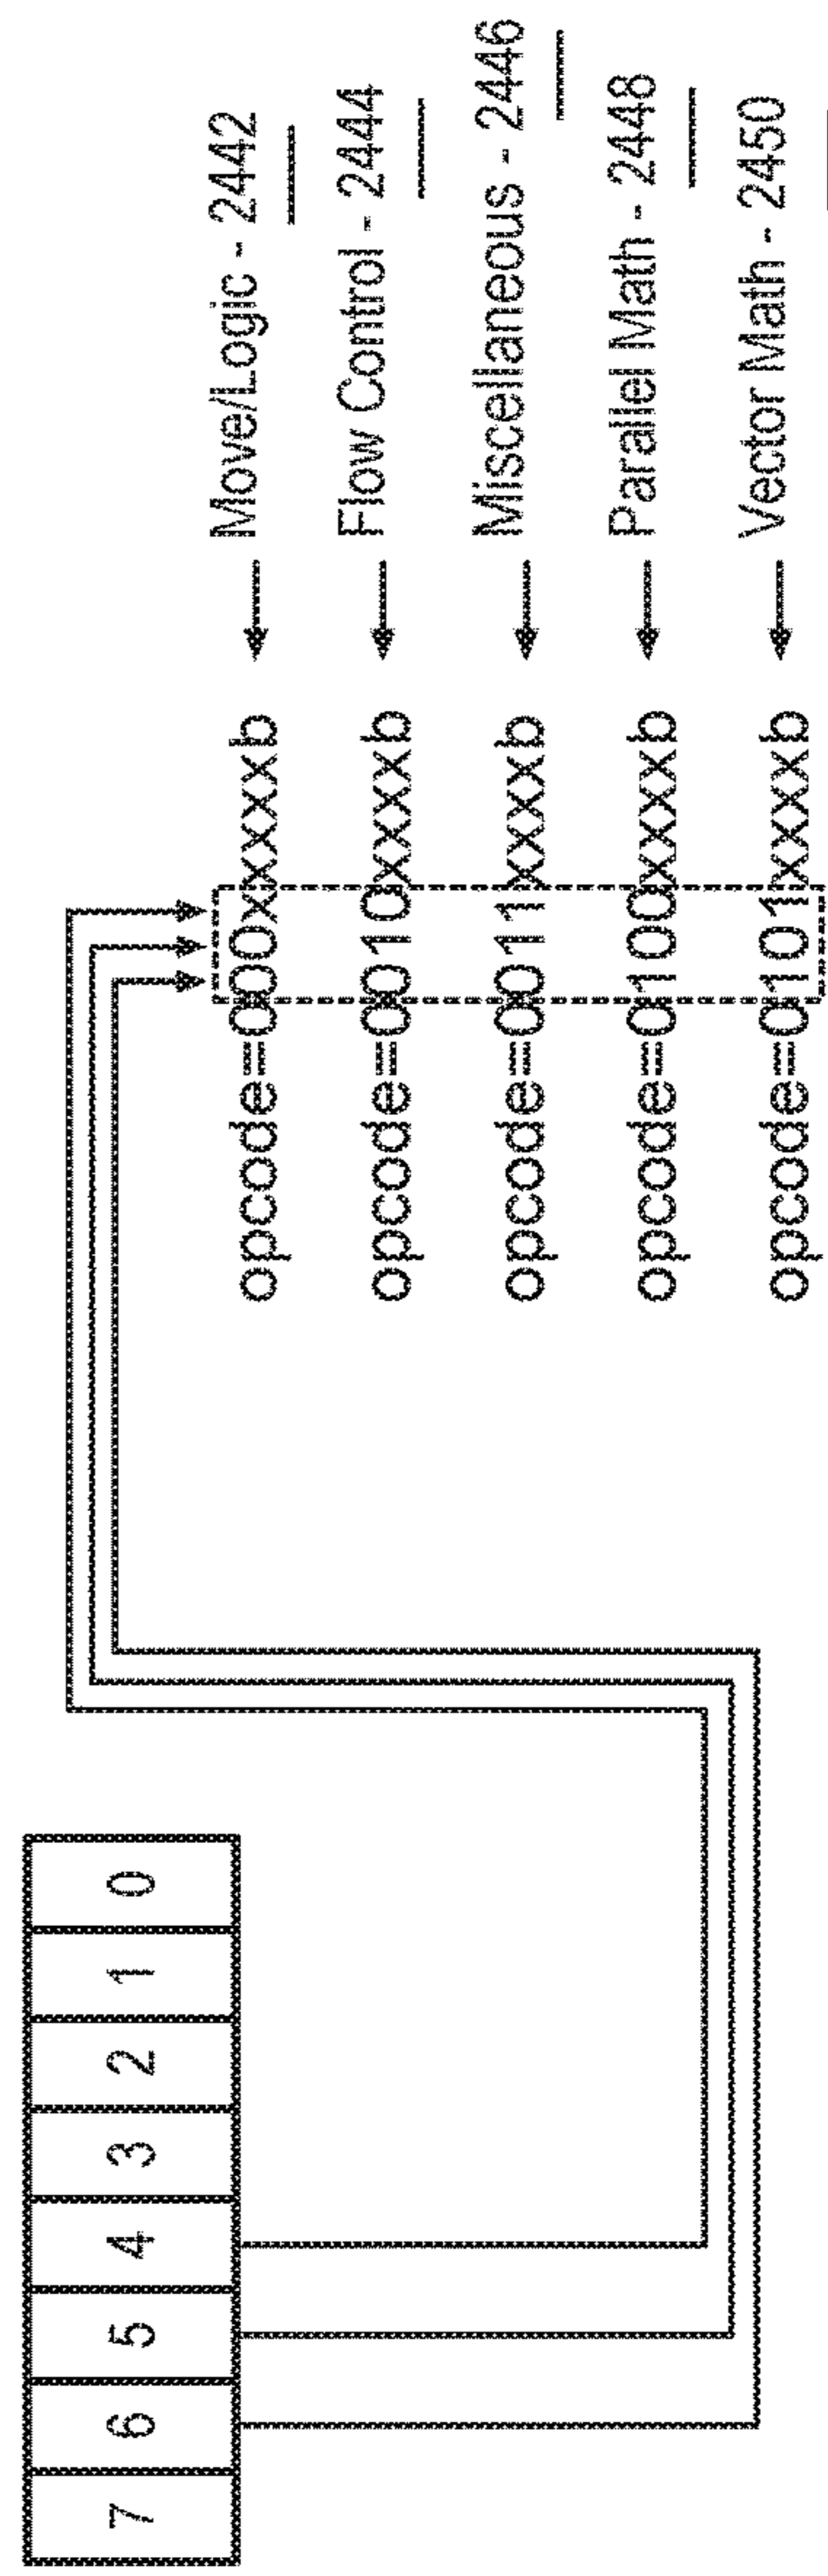 7 6 5 4 3 2 1 0
opcode=000xxxxxb Move/Logic - 2442
opcode=0010xxxxb Flow Control - 2444
opcode=0011xxxxb Miscellaneous - 2446
opcode=0100xxxxb Parallel Math - 2448
opcode=0101xxxxb Vector Math - 2450